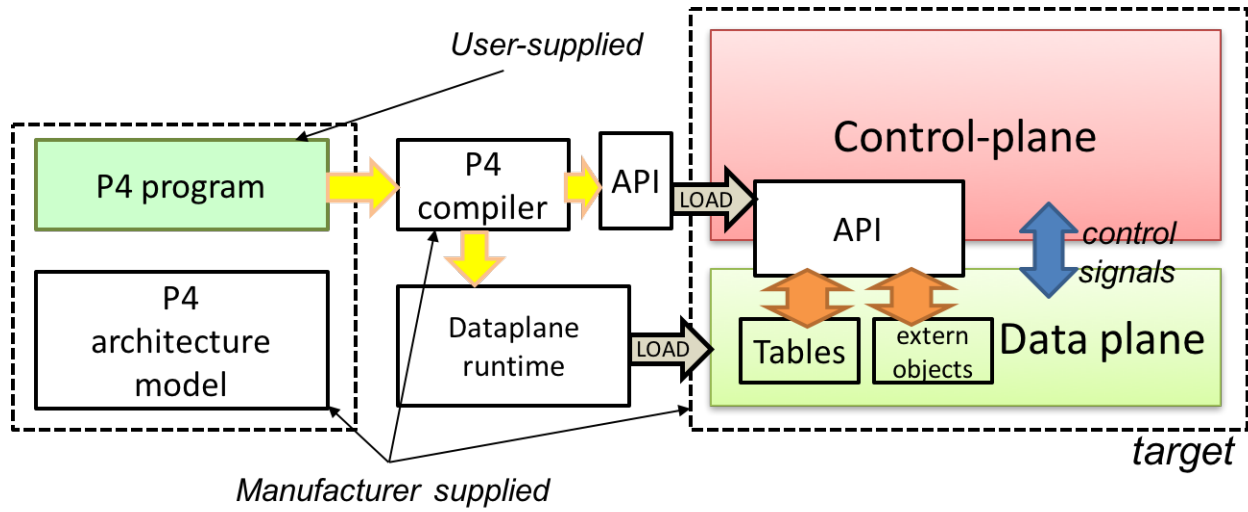 User-supplied
P4 program
P4
compiler
API
LOAD
Control-plane
API
control
signals
P4
architecture
model
Dataplane
runtime
LOAD
Tables
extern
objects
Data plane
target
Manufacturer supplied